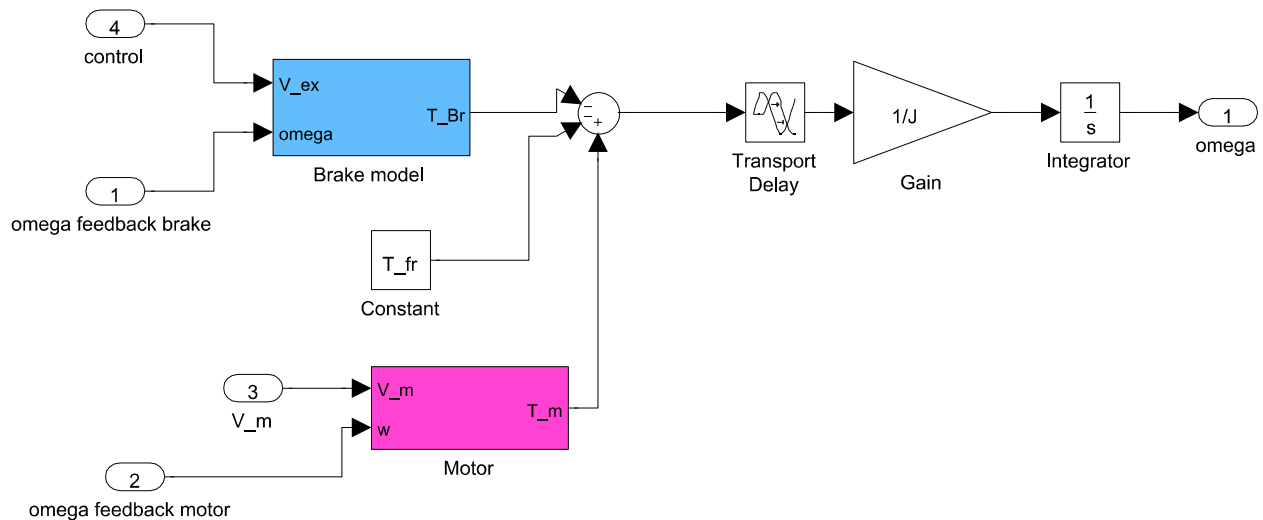 4
control
V_ex
omega
T_Br
Brake model
1
omega feedback brake
T_fr
Constant
3
V_m
V_m
w
T_m
Motor
2
omega feedback motor
−
−
+
Transport
Delay
1/J
Gain
1
s
Integrator
1
omega